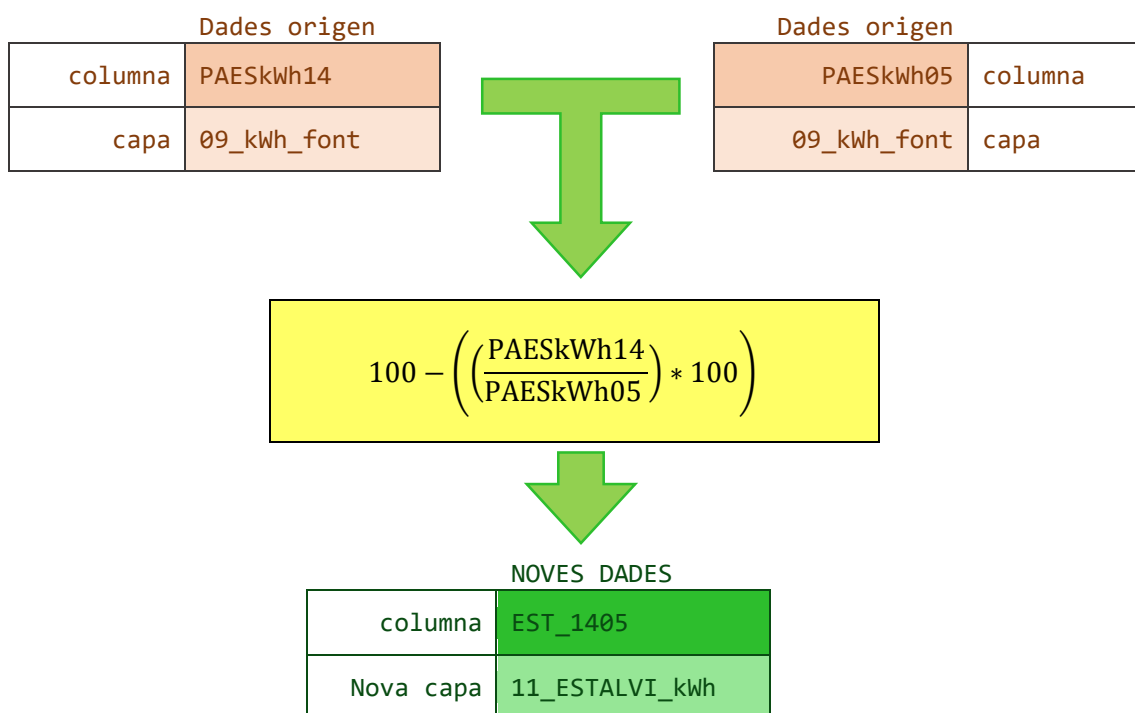 Dades origen
columna PAESkWh14
capa 09_kWh_font
Dades origen
PAESkWh05 columna
09_kWh_font capa
100 − ((PAESkWh14/PAESkWh05) * 100)
NOVES DADES
columna EST_1405
Nova capa 11_ESTALVI_kWh